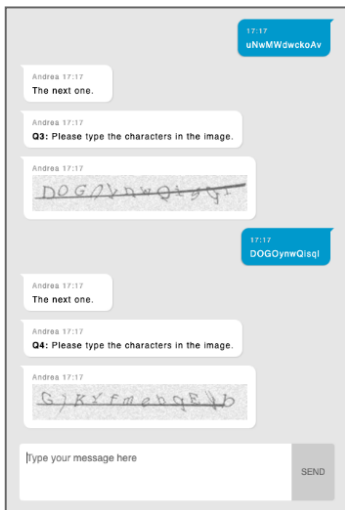 17:17
uNwMWdwckoAv
Andrea 17:17
The next one.
Andrea 17:17
Q3: Please type the characters in the image.
Andrea 17:17
17:17
DOGOynwQisqI
Andrea 17:17
The next one.
Andrea 17:17
Q4: Please type the characters in the image.
Andrea 17:17
Type your message here
SEND